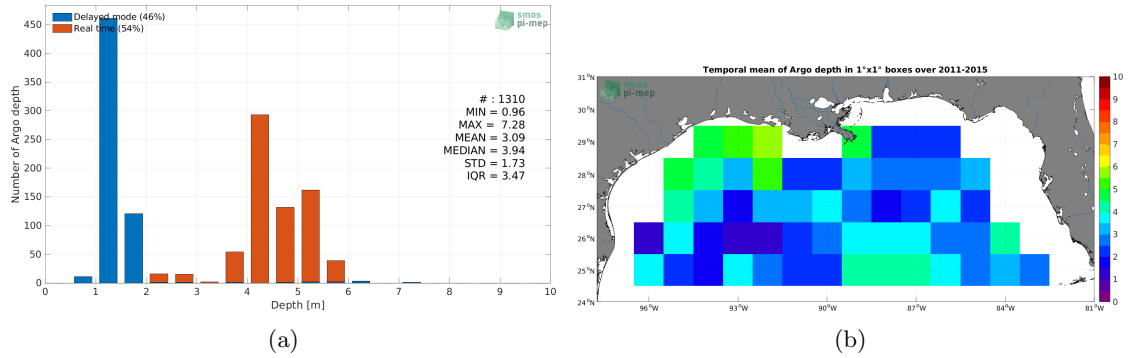 Delayed mode (46%)
Real time (54%)
smos
pi-mep
Number of Argo depth
450
400
350
300
250
200
150
100
50
0
# : 1310
MIN = 0.96
MAX = 7.28
MEAN = 3.09
MEDIAN = 3.94
STD = 1.73
IQR = 3.47
0 1 2 3 4 5 6 7 8 9 10
Depth [m]
(a)
Temporal mean of Argo depth in 1°x1° boxes over 2011-2015
smos
pi-mep
31°N
30°N
29°N
28°N
27°N
26°N
25°N
24°N
96°W 93°W 90°W 87°W 84°W 81°W
10
9
8
7
6
5
4
3
2
1
0
(b)